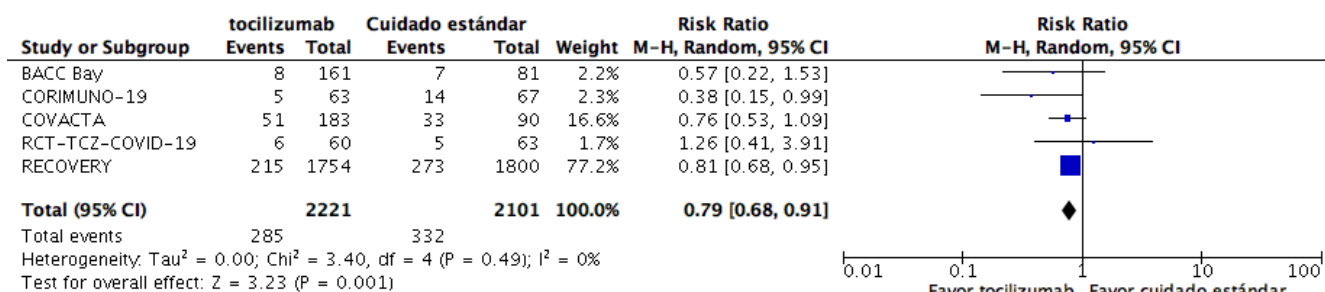 tocilizumab Cuidado estándar Risk Ratio Risk Ratio
Study or Subgroup Events Total Events Total Weight M-H, Random, 95% CI M-H, Random, 95% CI
BACC Bay 8 161 7 81 2.2% 0.57 [0.22, 1.53]
CORIMUNO-19 5 63 14 67 2.3% 0.38 [0.15, 0.99]
COVACTA 51 183 33 90 16.6% 0.76 [0.53, 1.09]
RCT-TCZ-COVID-19 6 60 5 63 1.7% 1.26 [0.41, 3.91]
RECOVERY 215 1754 273 1800 77.2% 0.81 [0.68, 0.95]
Total (95% CI) 2221 2101 100.0% 0.79 [0.68, 0.91]
Total events 285 332
Heterogeneity: Tau² = 0.00; Chi² = 3.40, df = 4 (P = 0.49); I² = 0%
Test for overall effect: Z = 3.23 (P = 0.001)
0.01 0.1 1 10 100
Favor tocilizumab Favor cuidado estándar